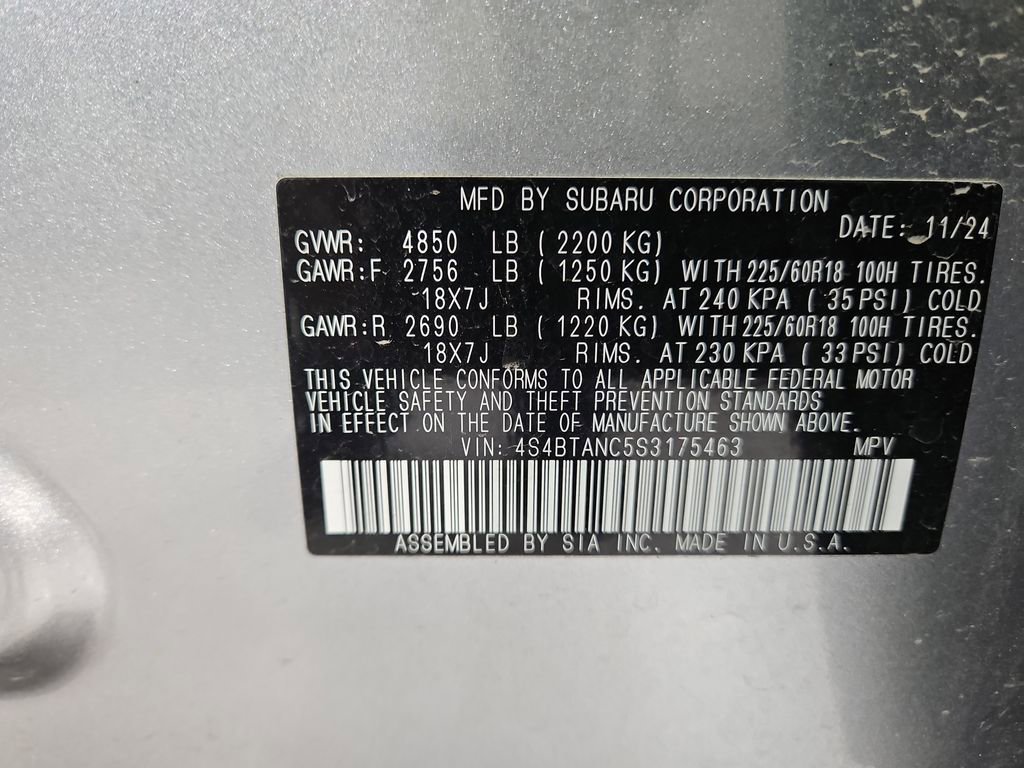 MFD BY SUBARU CORPORATION
DATE: 11/24
GVWR: 4850 LB ( 2200 KG)
GAWR:F 2756 LB ( 1250 KG) WITH 225/60R18 100H TIRES.
18X7J RIMS. AT 240 KPA ( 35 PSI) COLD
GAWR:R 2690 LB ( 1220 KG) WITH 225/60R18 100H TIRES.
18X7J RIMS. AT 230 KPA ( 33 PSI) COLD
THIS VEHICLE CONFORMS TO ALL APPLICABLE FEDERAL MOTOR
VEHICLE SAFETY AND THEFT PREVENTION STANDARDS
IN EFFECT ON THE DATE OF MANUFACTURE SHOWN ABOVE.
VIN: 4S4BTANC5S3175463 MPV
ASSEMBLED BY SIA INC. MADE IN U.S.A.